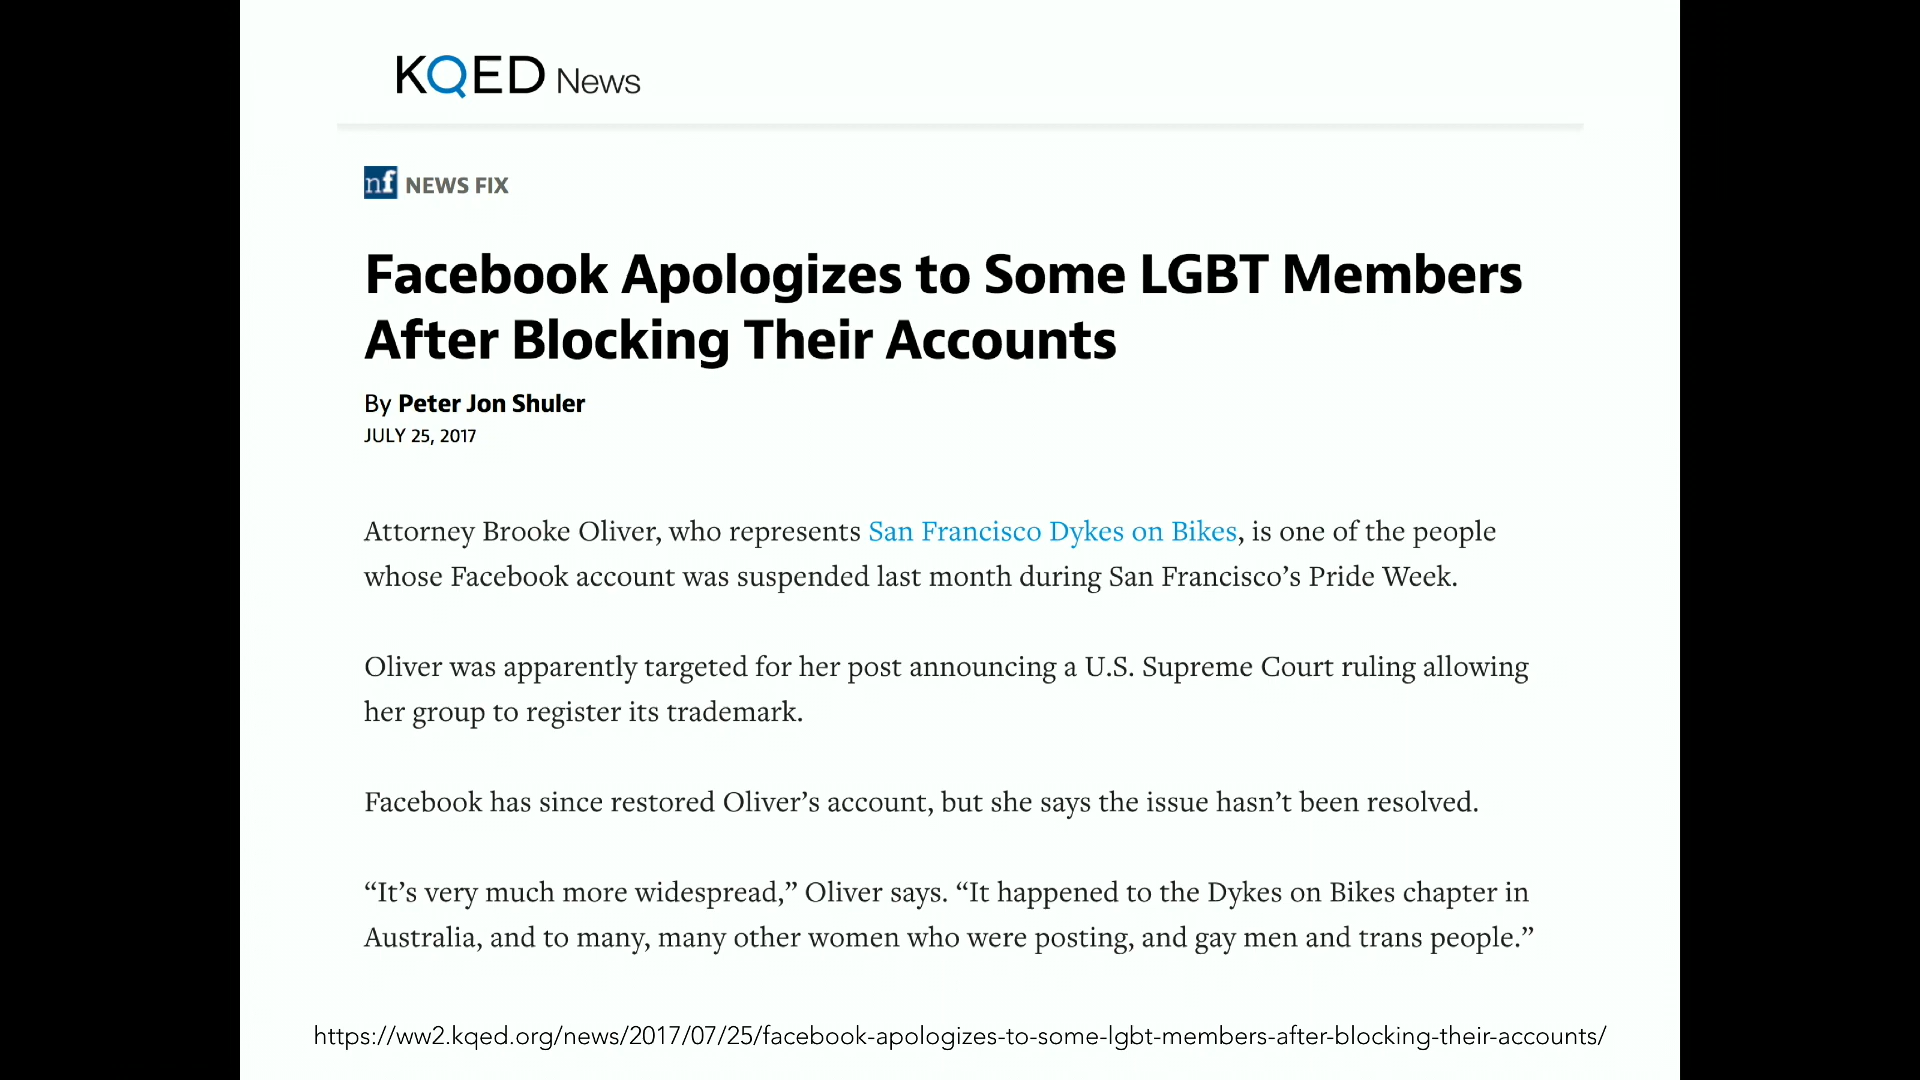 KQED News
nf NEWS FIX
Facebook Apologizes to Some LGBT Members
After Blocking Their Accounts
By Peter Jon Shuler
JULY 25, 2017
Attorney Brooke Oliver, who represents San Francisco Dykes on Bikes, is one of the people
whose Facebook account was suspended last month during San Francisco’s Pride Week.
Oliver was apparently targeted for her post announcing a U.S. Supreme Court ruling allowing
her group to register its trademark.
Facebook has since restored Oliver’s account, but she says the issue hasn’t been resolved.
“It’s very much more widespread,” Oliver says. “It happened to the Dykes on Bikes chapter in
Australia, and to many, many other women who were posting, and gay men and trans people.”
https://ww2.kqed.org/news/2017/07/25/facebook-apologizes-to-some-lgbt-members-after-blocking-their-accounts/